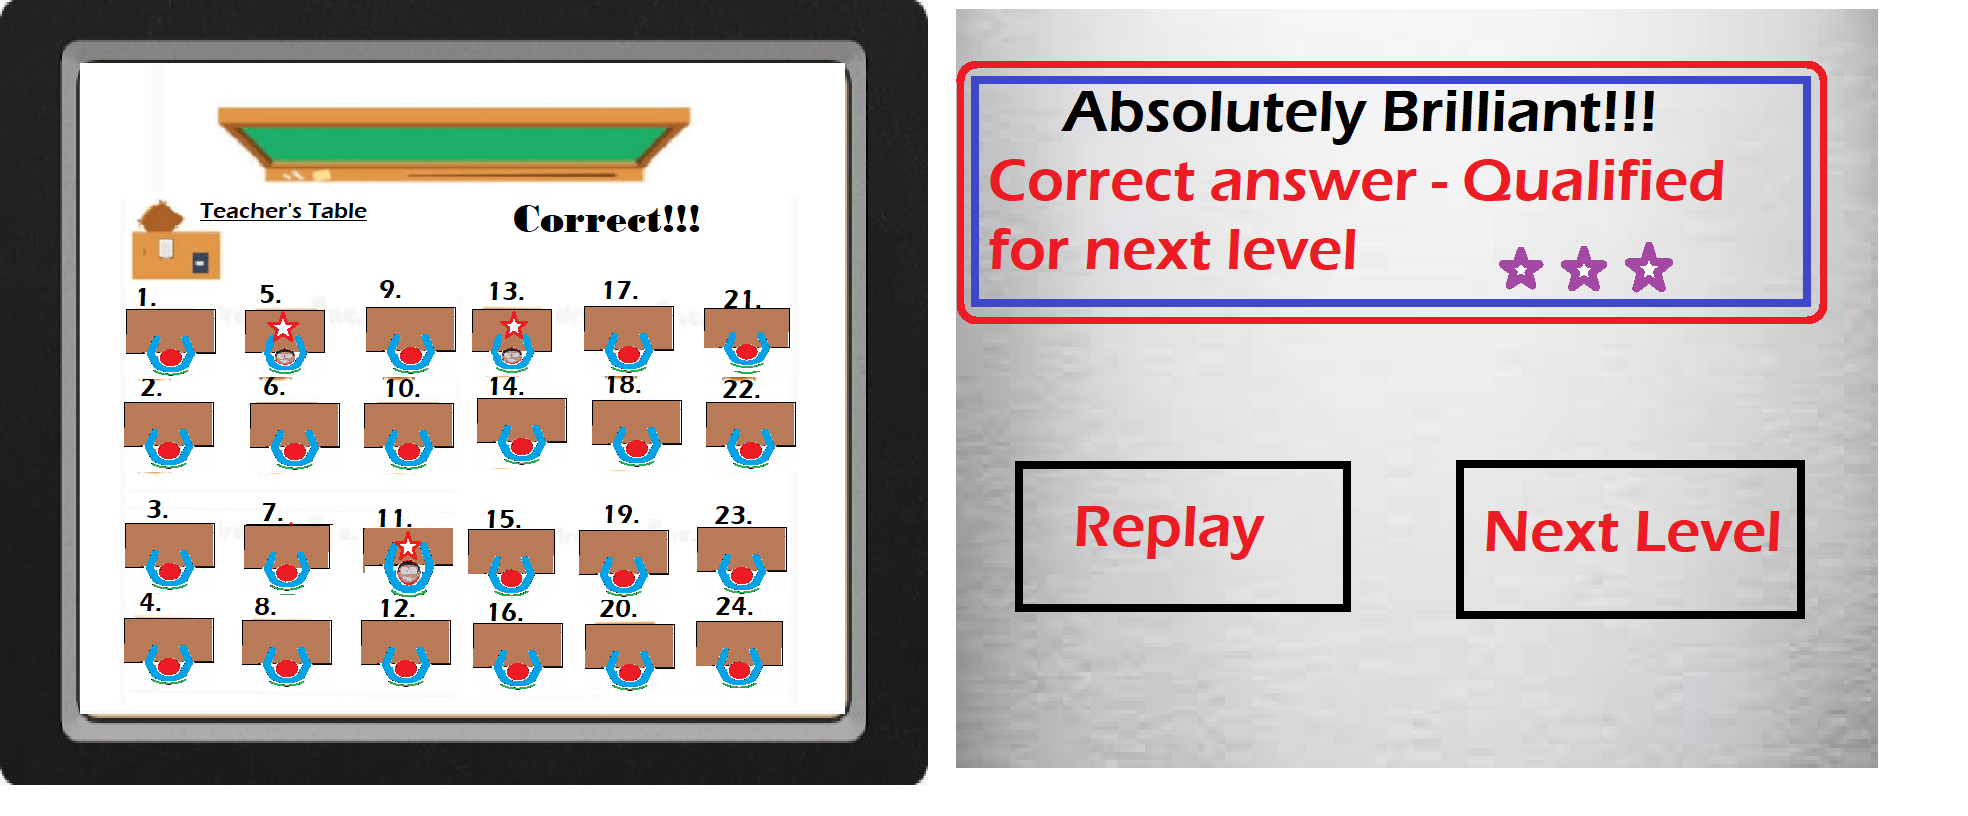 Teacher's Table
Correct!!!
1. 5. 9. 13. 17. 21.
2. 6. 10. 14. 18. 22.
3. 7. 11. 15. 19. 23.
4. 8. 12. 16. 20. 24.
Absolutely Brilliant!!!
Correct answer - Qualified
for next level
Replay
Next Level